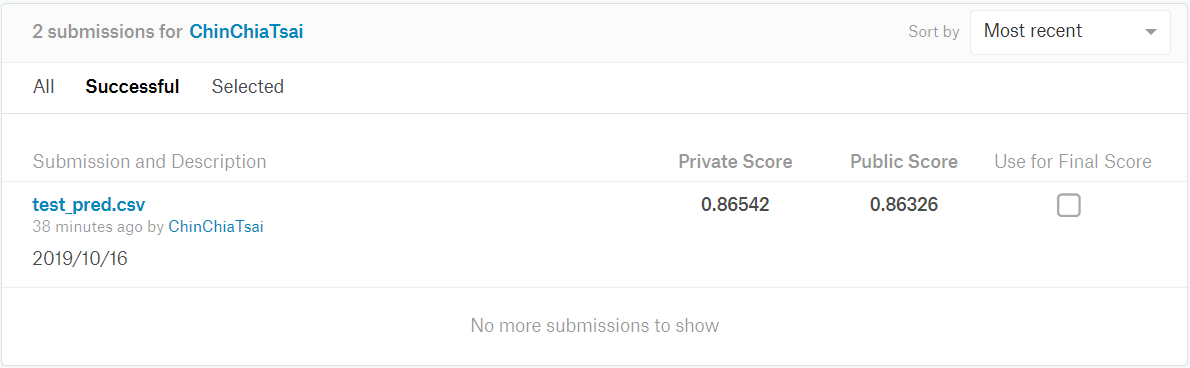 2 submissions for ChinChiaTsai
Sort by Most recent
All Successful Selected
Submission and Description Private Score Public Score Use for Final Score
test_pred.csv 0.86542 0.86326
38 minutes ago by ChinChiaTsai
2019/10/16
No more submissions to show